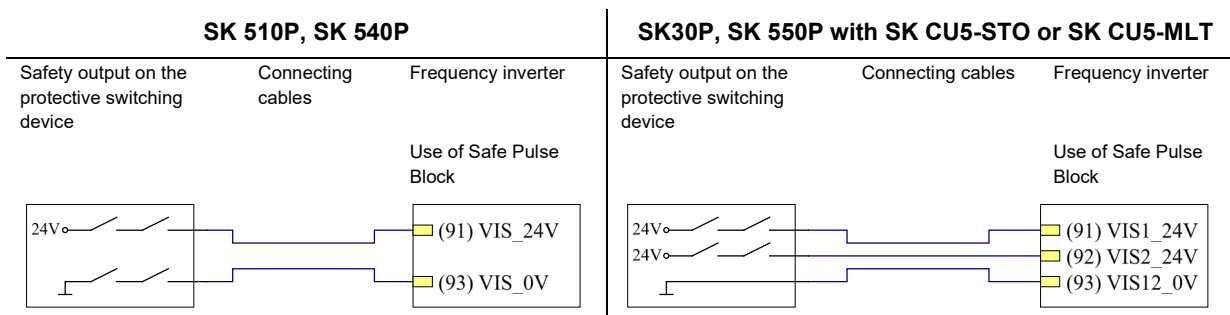 SK 510P, SK 540P
Safety output on the
protective switching
device
Connecting
cables
Frequency inverter
Use of Safe Pulse
Block
24V
(91) VIS_24V
(93) VIS_0V
SK30P, SK 550P with SK CU5-STO or SK CU5-MLT
Safety output on the
protective switching
device
Connecting cables
Frequency inverter
Use of Safe Pulse
Block
24V
24V
(91) VIS1_24V
(92) VIS2_24V
(93) VIS12_0V